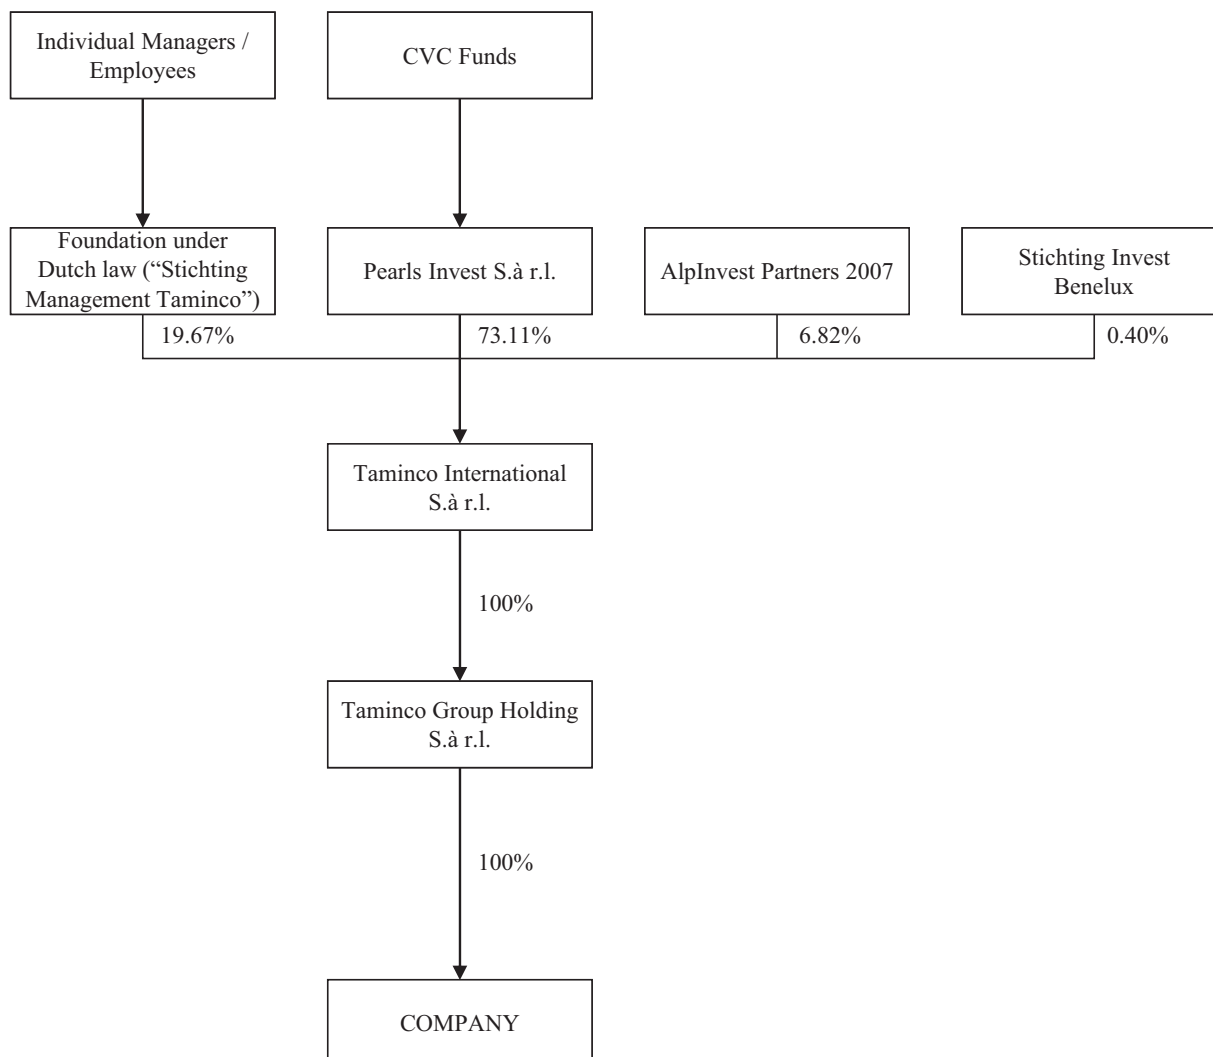 Individual Managers /
Employees
CVC Funds
Foundation under
Dutch law (“Stichting
Management Taminco”)
Pearls Invest S.à r.l.
AlpInvest Partners 2007
Stichting Invest
Benelux
19.67%
73.11%
6.82%
0.40%
Taminco International
S.à r.l.
100%
Taminco Group Holding
S.à r.l.
100%
COMPANY